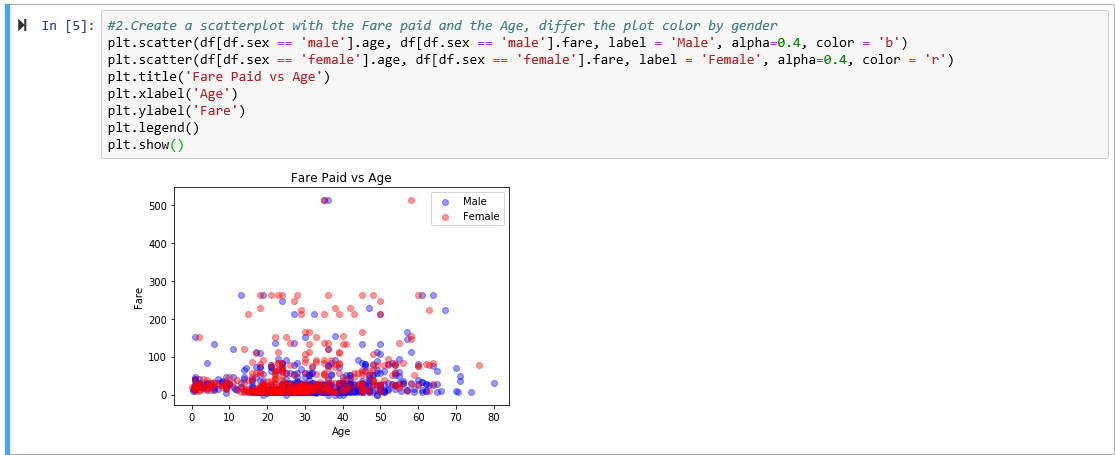 In [5]:
#2.Create a scatterplot with the Fare paid and the Age, differ the plot color by gender
plt.scatter(df[df.sex == 'male'].age, df[df.sex == 'male'].fare, label = 'Male', alpha=0.4, color = 'b')
plt.scatter(df[df.sex == 'female'].age, df[df.sex == 'female'].fare, label = 'Female', alpha=0.4, color = 'r')
plt.title('Fare Paid vs Age')
plt.xlabel('Age')
plt.ylabel('Fare')
plt.legend()
plt.show()
Fare Paid vs Age
Male
Female
500
400
300
200
100
0
Fare
0 10 20 30 40 50 60 70 80
Age